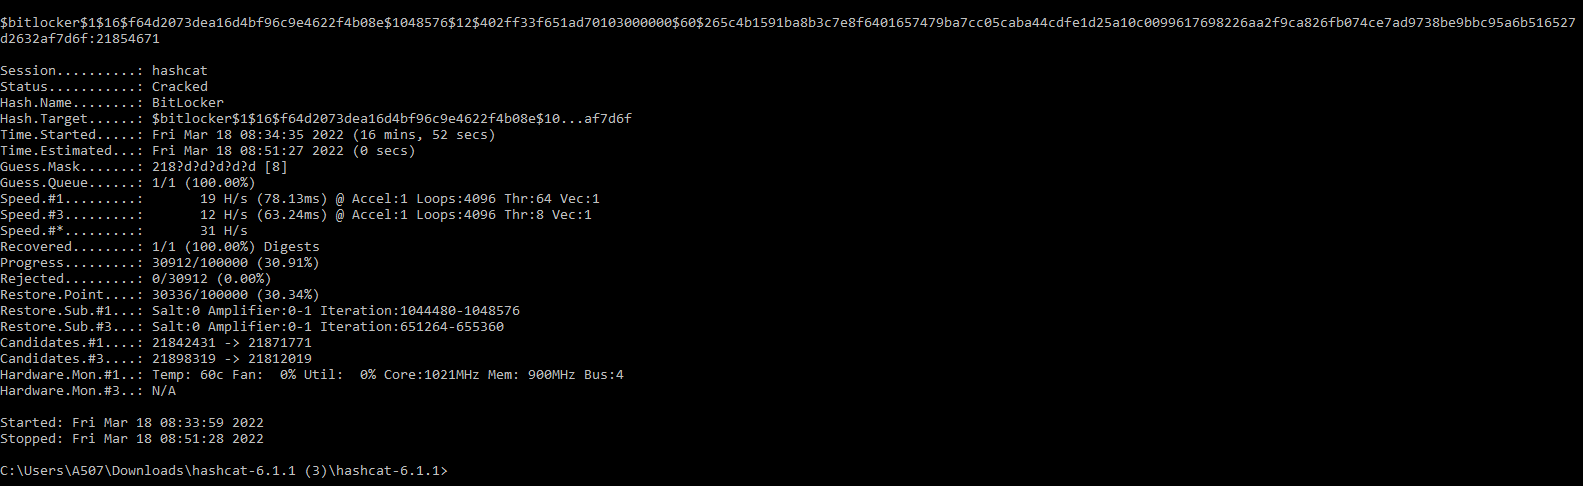 $bitlocker$1$16$f64d2073dea16d4bf96c9e4622f4b08e$1048576$12$402ff33f651ad70103000000$60$265c4b1591ba8b3c7e8f6401657479ba7cc05caba44cdfe1d25a10c0099617698226aa2f9ca826fb074ce7ad9738be9bbc95a6b516527
d2632af7d6f:21854671
Session..........: hashcat
Status...........: Cracked
Hash.Name........: BitLocker
Hash.Target......: $bitlocker$1$16$f64d2073dea16d4bf96c9e4622f4b08e$10...af7d6f
Time.Started.....: Fri Mar 18 08:34:35 2022 (16 mins, 52 secs)
Time.Estimated...: Fri Mar 18 08:51:27 2022 (0 secs)
Guess.Mask.......: 218?d?d?d?d?d [8]
Guess.Queue......: 1/1 (100.00%)
Speed.#1.........:       19 H/s (78.13ms) @ Accel:1 Loops:4096 Thr:64 Vec:1
Speed.#3.........:       12 H/s (63.24ms) @ Accel:1 Loops:4096 Thr:8 Vec:1
Speed.#*.........:       31 H/s
Recovered........: 1/1 (100.00%) Digests
Progress.........: 30912/100000 (30.91%)
Rejected.........: 0/30912 (0.00%)
Restore.Point....: 30336/100000 (30.34%)
Restore.Sub.#1...: Salt:0 Amplifier:0-1 Iteration:1044480-1048576
Restore.Sub.#3...: Salt:0 Amplifier:0-1 Iteration:651264-655360
Candidates.#1....: 21842431 -> 21871771
Candidates.#3....: 21898319 -> 21812019
Hardware.Mon.#1..: Temp: 60c Fan:  0% Util:  0% Core:1021MHz Mem: 900MHz Bus:4
Hardware.Mon.#3..: N/A
Started: Fri Mar 18 08:33:59 2022
Stopped: Fri Mar 18 08:51:28 2022
C:\Users\A507\Downloads\hashcat-6.1.1 (3)\hashcat-6.1.1>